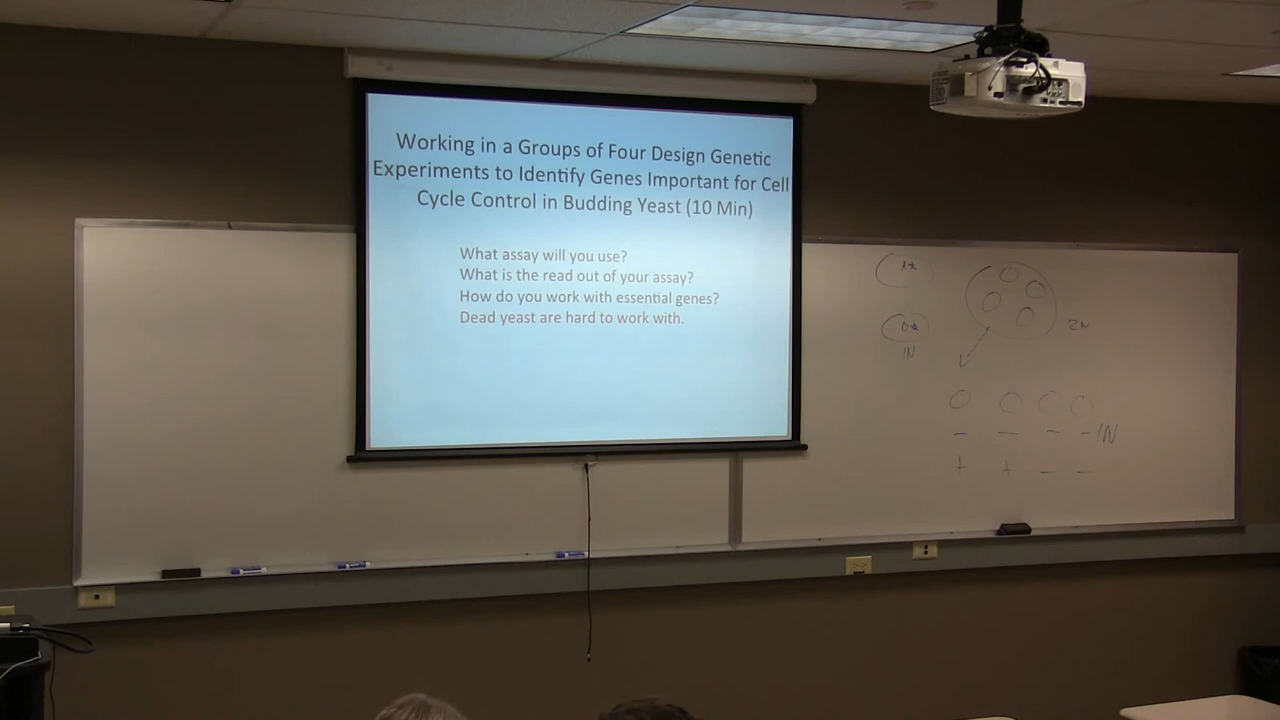 Working in a Groups of Four Design Genetic
Experiments to Identify Genes Important for Cell
Cycle Control in Budding Yeast (10 Min)
What assay will you use?
What is the read out of your assay?
How do you work with essential genes?
Dead yeast are hard to work with.
2N
1N
1N
+ + - -